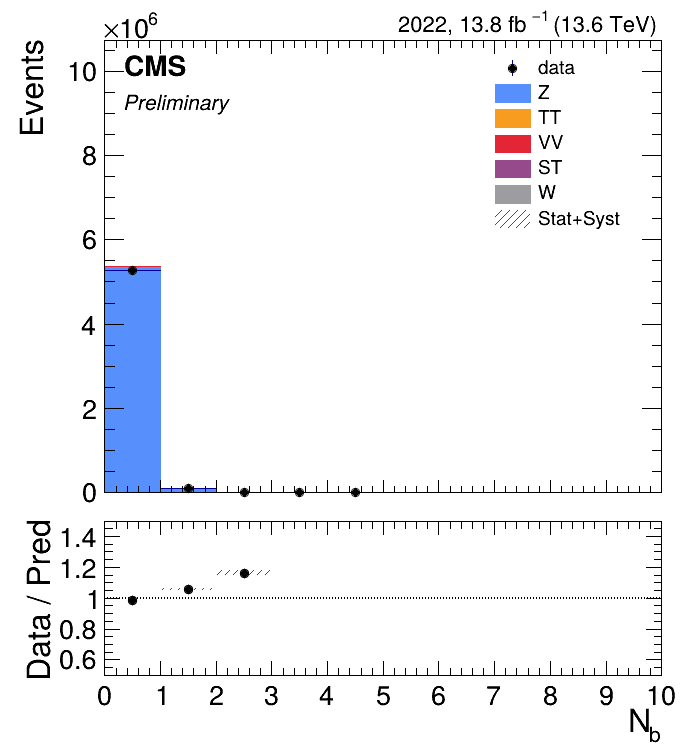 ×10⁶
2022, 13.8 fb⁻¹ (13.6 TeV)
Events
CMS
Preliminary
data
Z
TT
VV
ST
W
Stat+Syst
10
8
6
4
2
0
Data / Pred
1.4
1.2
1
0.8
0.6
0 1 2 3 4 5 6 7 8 9 10
N_b